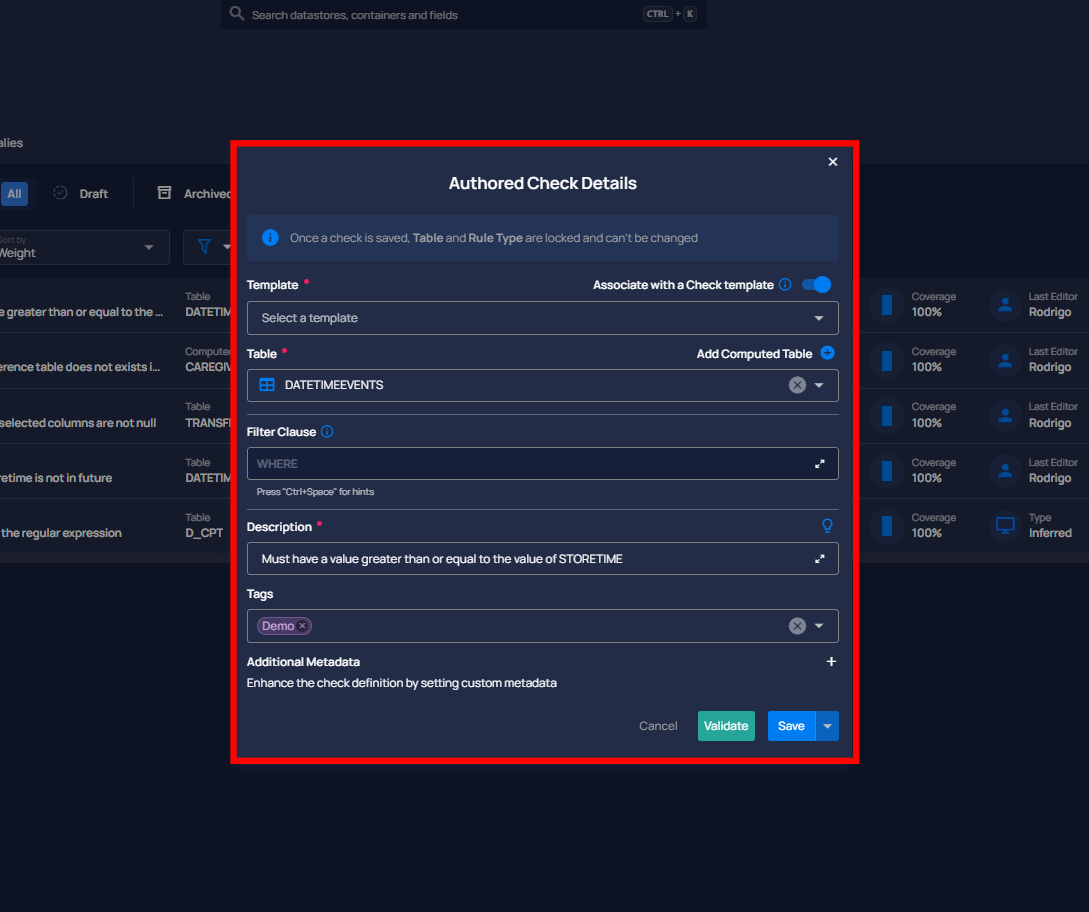 Search datastores, containers and fields
CTRL + K
alies
All
Draft
Archived
Sort by
Weight
e greater than or equal to the ...
Table
DATETIM
Coverage
100%
Last Editor
Rodrigo
erence table does not exists i...
Computed
CAREGIV
Coverage
100%
Last Editor
Rodrigo
selected columns are not null
Table
TRANSFE
Coverage
100%
Last Editor
Rodrigo
retime is not in future
Table
DATETIM
Coverage
100%
Last Editor
Rodrigo
the regular expression
Table
D_CPT
Coverage
100%
Type
Inferred
Authored Check Details
Once a check is saved, Table and Rule Type are locked and can't be changed
Template *
Associate with a Check template
Select a template
Table *
Add Computed Table
DATETIMEEVENTS
Filter Clause
WHERE
Press "Ctrl+Space" for hints
Description *
Must have a value greater than or equal to the value of STORETIME
Tags
Demo
Additional Metadata
Enhance the check definition by setting custom metadata
Cancel
Validate
Save